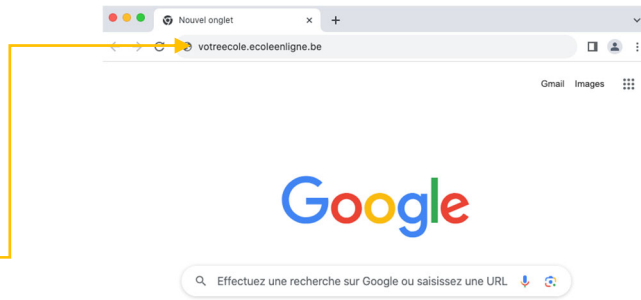 Nouvel onglet
votreecole.ecoleenligne.be
Gmail Images
Google
Effectuez une recherche sur Google ou saisissez une URL